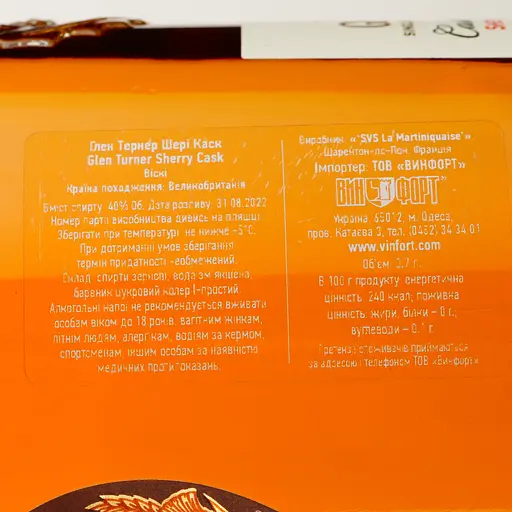 Глен Тернер Шері Каск
Glen Turner Sherry Cask
Віскі
Країна походження: Великобританія
Вміст спирту 40% об. Дата розливу: 31.08.2022
Номер партії виробництва дивись на пляшці
Зберігати при температурі не нижче -5°C.
При дотриманні умов зберігання
термін придатності необмежений.
Склад: спирти зернові, вода зм'якшена,
барвник цукровий колер І-простий.
Алкогольні напої не рекомендується вживати
особам віком до 18 років, вагітним жінкам,
літнім людям, алергікам, водіям за кермом,
спортсменам, іншим особам за наявністю
медичних протипоказань.
Виробник: «SVS La Martiniquaise»
Шарентон-ле-Пон, Франція
Імпортер: ТОВ «ВИНФОРТ»
ВИН ФОРТ
Україна, 65012, м. Одеса,
пров. Катаєва 3, тел. (0482) 34 34 01
www.vinfort.com
Об'єм: 0,7 л.
В 100 г продукту: енергетична
цінність: 240 ккал; поживна
цінність: жири, білки – 0 г;
вуглеводи – 0,1 г.
Претензії споживачів приймаються
за адресою і телефоном ТОВ «Винфорт»